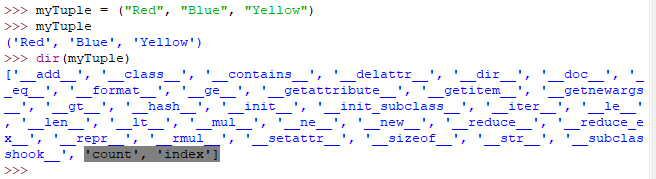 >>> myTuple = ("Red", "Blue", "Yellow")
>>> myTuple
('Red', 'Blue', 'Yellow')
>>> dir(myTuple)
['__add__', '__class__', '__contains__', '__delattr__', '__dir__', '__doc__', '_
_eq__', '__format__', '__ge__', '__getattribute__', '__getitem__', '__getnewargs
__', '__gt__', '__hash__', '__init__', '__init_subclass__', '__iter__', '__le__'
, '__len__', '__lt__', '__mul__', '__ne__', '__new__', '__reduce__', '__reduce_e
x__', '__repr__', '__rmul__', '__setattr__', '__sizeof__', '__str__', '__subclas
shook__', 'count', 'index']
>>>